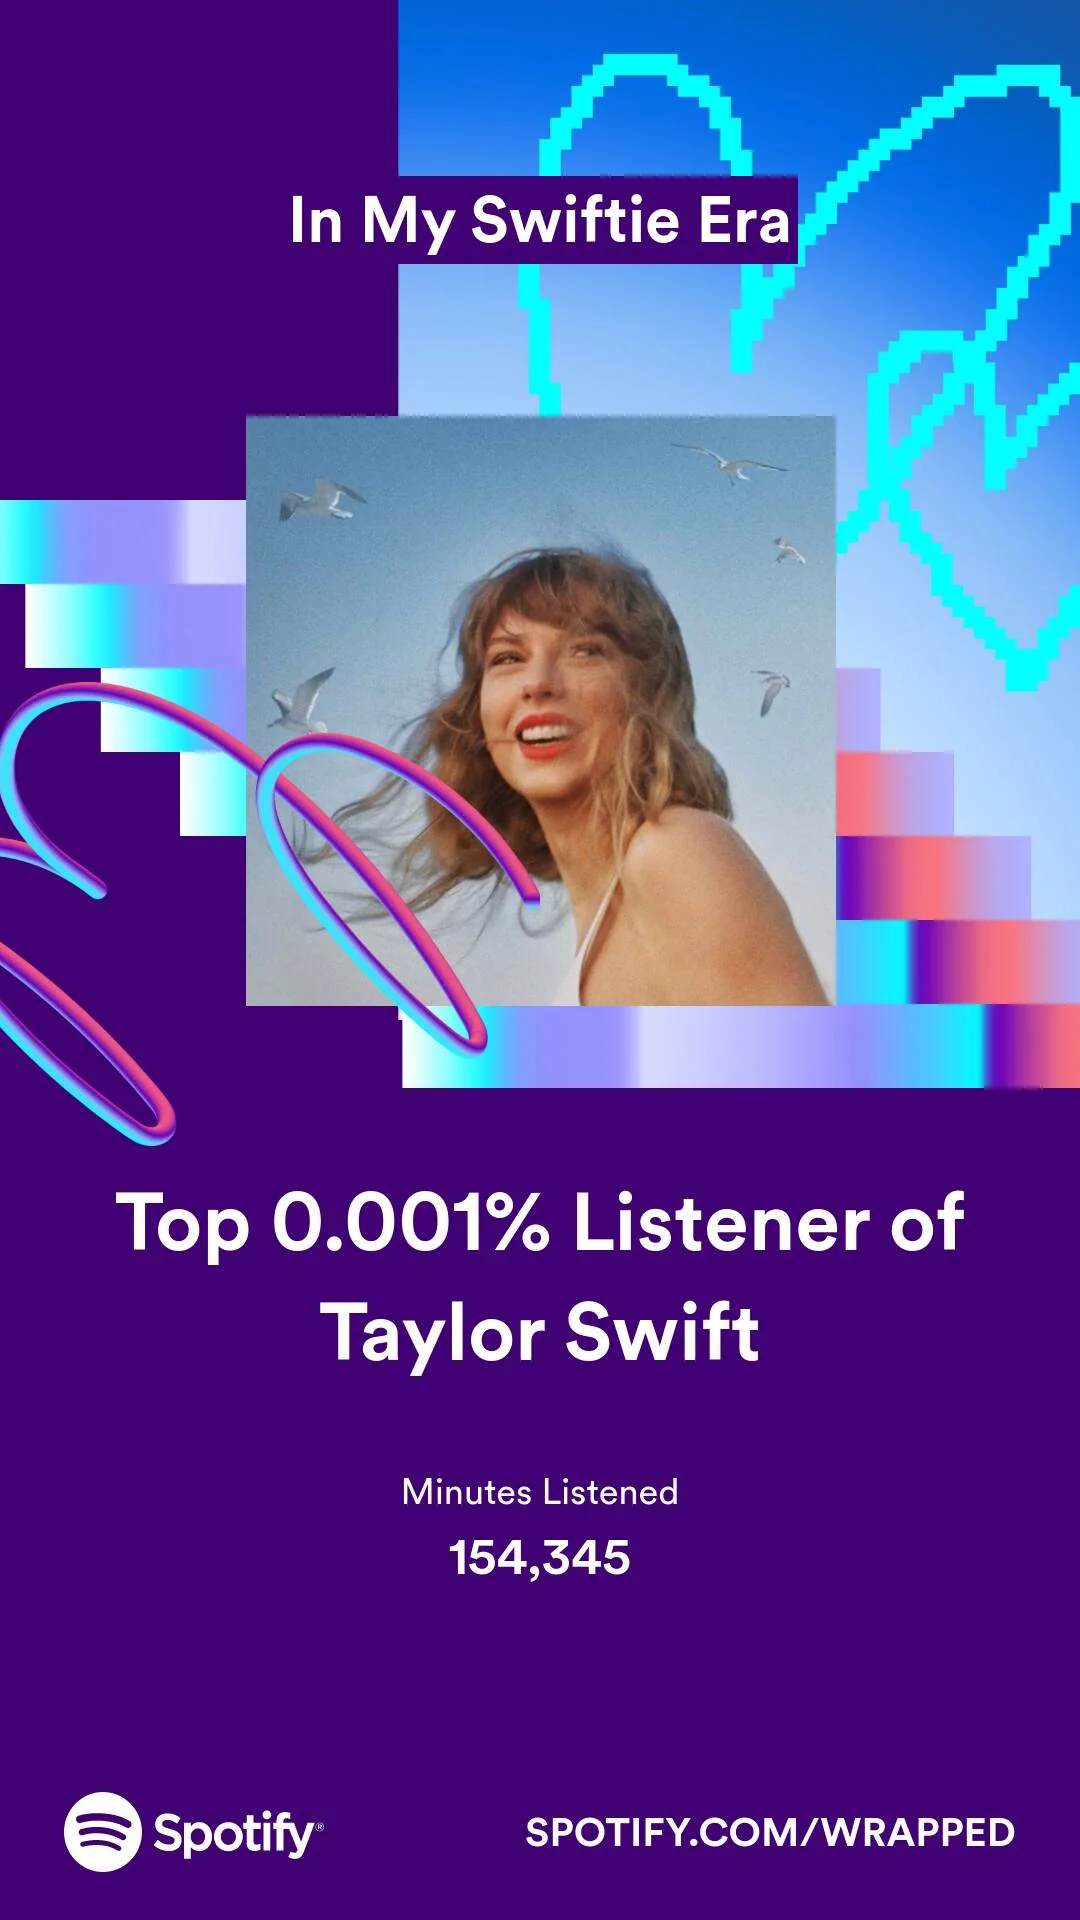 In My Swiftie Era
Top 0.001% Listener of
Taylor Swift
Minutes Listened
154,345
Spotify®
SPOTIFY.COM/WRAPPED